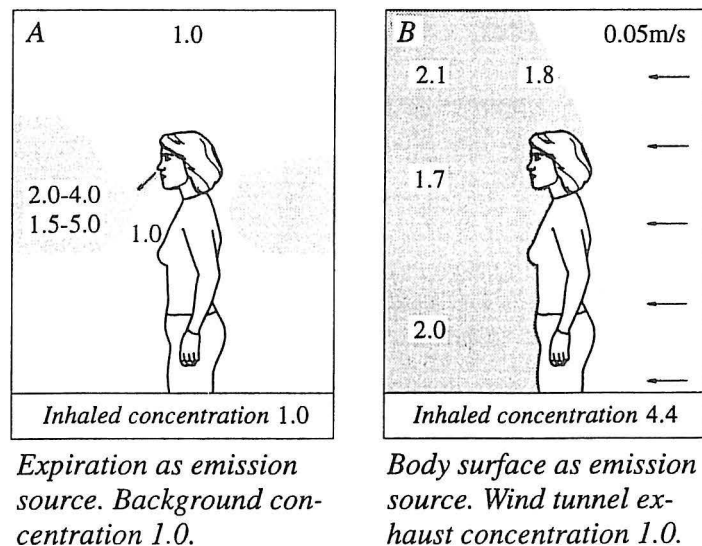 A
1.0
2.0-4.0
1.5-5.0
1.0
Inhaled concentration 1.0
Expiration as emission
source. Background con-
centration 1.0.
B
0.05m/s
2.1
1.8
1.7
2.0
Inhaled concentration 4.4
Body surface as emission
source. Wind tunnel ex-
haust concentration 1.0.